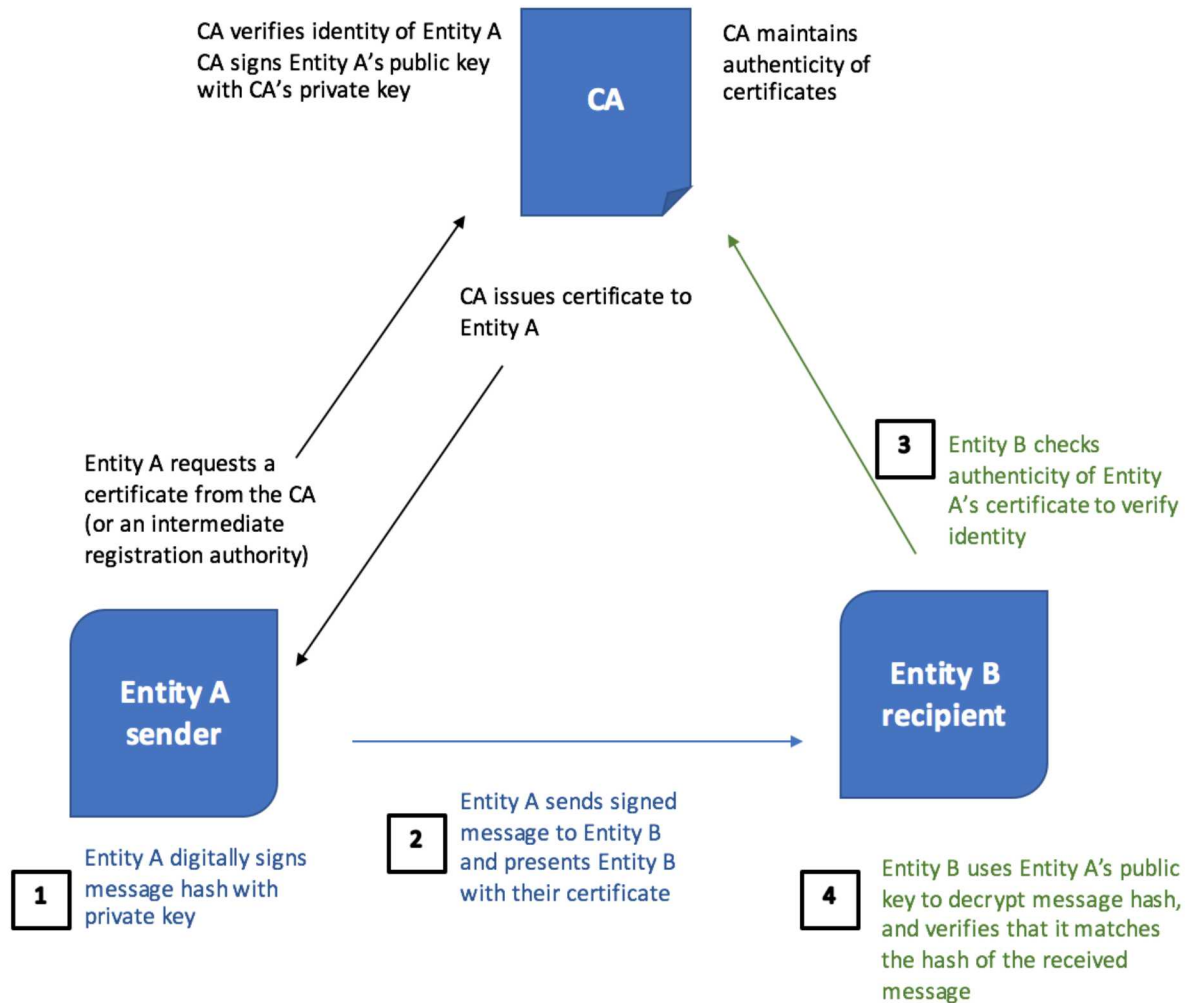 CA verifies identity of Entity A
CA signs Entity A’s public key
with CA’s private key
CA
CA maintains
authenticity of
certificates
CA issues certificate to
Entity A
Entity A requests a
certificate from the CA
(or an intermediate
registration authority)
3
Entity B checks
authenticity of Entity
A’s certificate to verify
identity
Entity A
sender
Entity B
recipient
1
Entity A digitally signs
message hash with
private key
2
Entity A sends signed
message to Entity B
and presents Entity B
with their certificate
4
Entity B uses Entity A’s public
key to decrypt message hash,
and verifies that it matches
the hash of the received
message